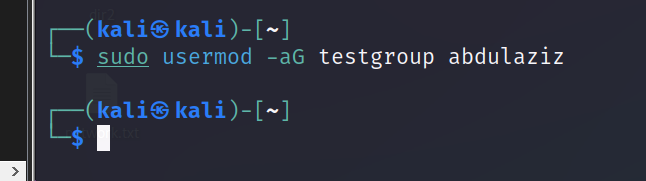 ┌──(kali㉿kali)-[~]
└─$ sudo usermod -aG testgroup abdulaziz
┌──(kali㉿kali)-[~]
└─$